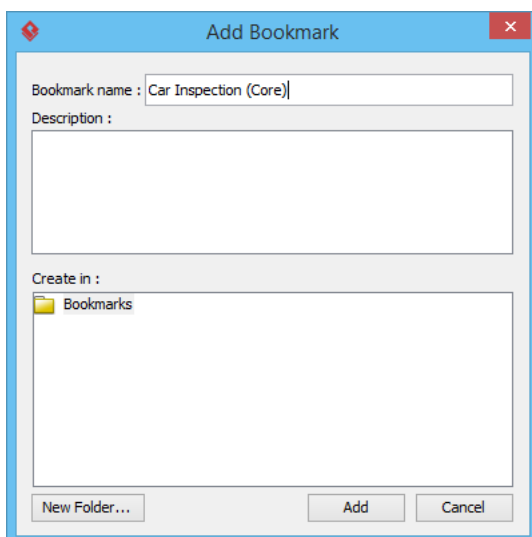 Add Bookmark
Bookmark name : Car Inspection (Core)
Description :
Create in :
Bookmarks
New Folder... Add Cancel